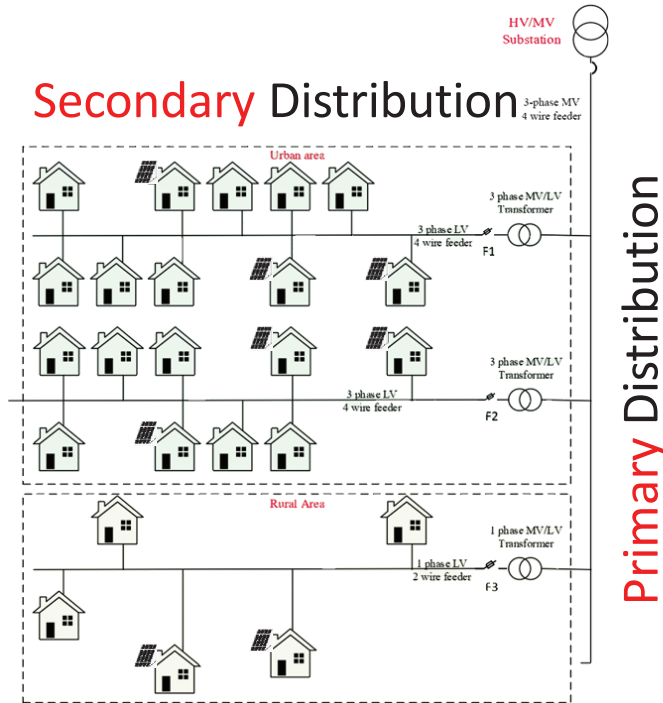 HV/MV
Substation
Secondary Distribution
3-phase MV
4 wire feeder
Urban area
3 phase MV/LV
Transformer
3 phase LV
4 wire feeder
F1
3 phase MV/LV
Transformer
3 phase LV
4 wire feeder
F2
Rural Area
1 phase MV/LV
Transformer
1 phase LV
2 wire feeder
F3
Primary Distribution